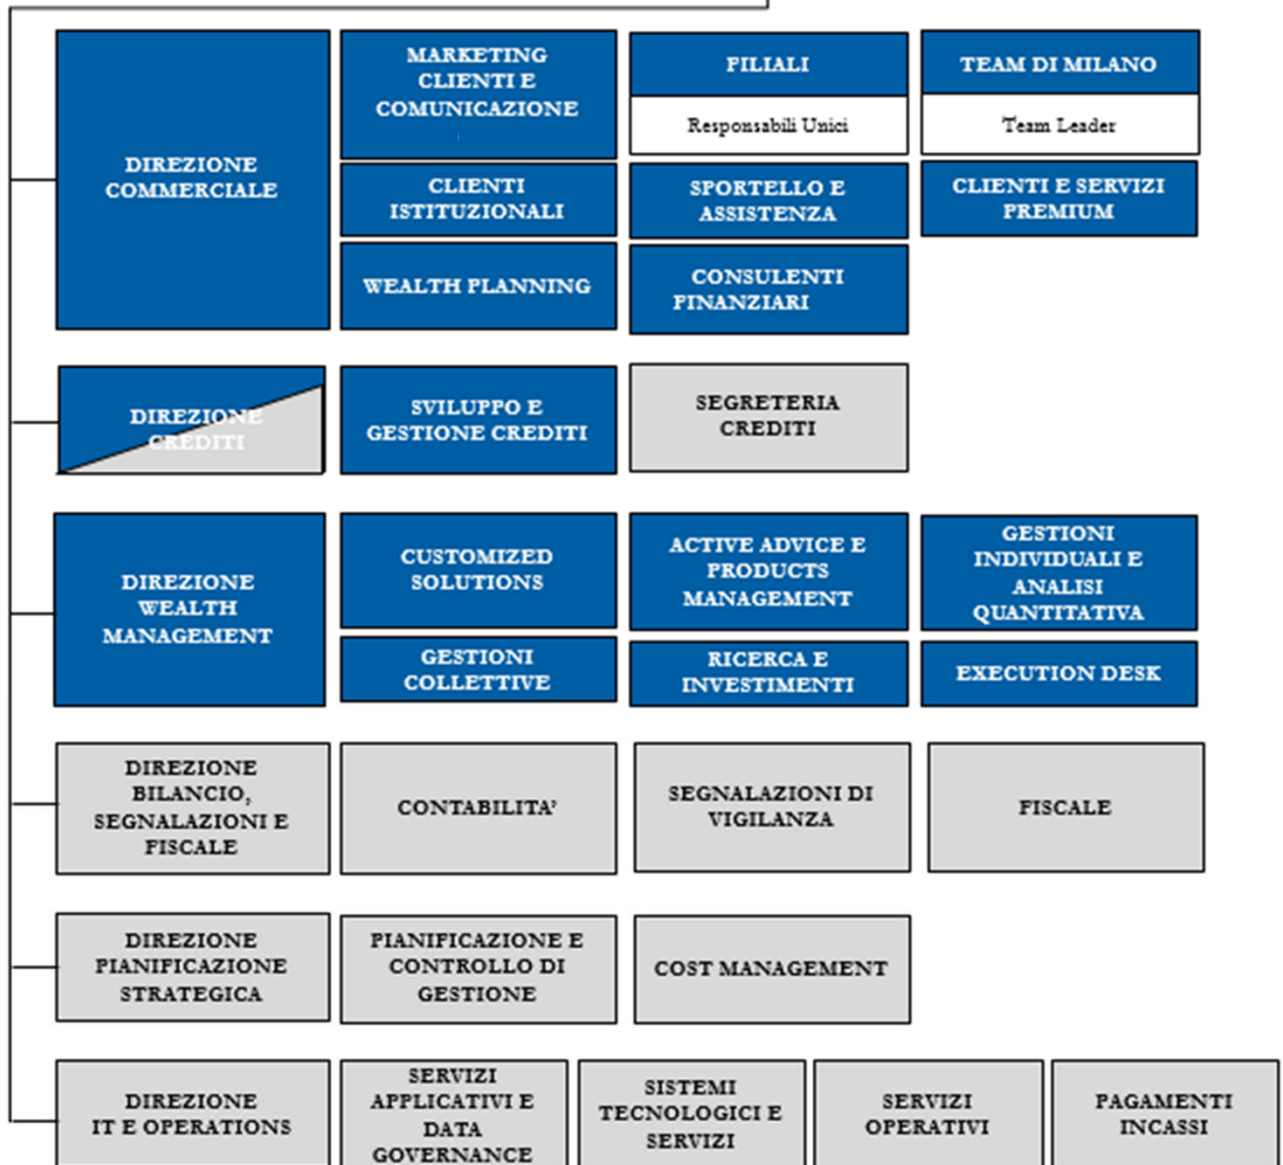 DIREZIONE
COMMERCIALE
MARKETING
CLIENTI E
COMUNICAZIONE
FILIALI
Responsabili Unici
TEAM DI MILANO
Team Leader
CLIENTI
ISTITUZIONALI
SPORTELLO E
ASSISTENZA
CLIENTI E SERVIZI
PREMIUM
WEALTH PLANNING
CONSULENTI
FINANZIARI
DIREZIONE
CREDITI
SVILUPPO E
GESTIONE CREDITI
SEGRETERIA
CREDITI
DIREZIONE
WEALTH
MANAGEMENT
CUSTOMIZED
SOLUTIONS
ACTIVE ADVICE E
PRODUCTS
MANAGEMENT
GESTIONI
INDIVIDUALI E
ANALISI
QUANTITATIVA
GESTIONI
COLLETTIVE
RICERCA E
INVESTIMENTI
EXECUTION DESK
DIREZIONE
BILANCIO,
SEGNALAZIONI E
FISCALE
CONTABILITA’
SEGNALAZIONI DI
VIGILANZA
FISCALE
DIREZIONE
PIANIFICAZIONE
STRATEGICA
PIANIFICAZIONE E
CONTROLLO DI
GESTIONE
COST MANAGEMENT
DIREZIONE
IT E OPERATIONS
SERVIZI
APPLICATIVI E
DATA
GOVERNANCE
SISTEMI
TECNOLOGICI E
SERVIZI
SERVIZI
OPERATIVI
PAGAMENTI
INCASSI